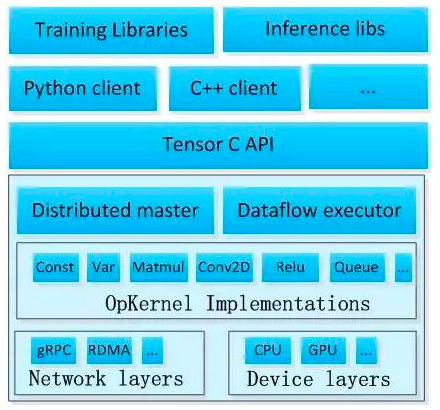 Training Libraries Inference libs
Python client C++ client ...
Tensor C API
Distributed master Dataflow executor
Const Var Matmul Conv2D Relu Queue ...
OpKernel Implementations
gRPC RDMA ... CPU GPU ...
Network layers Device layers